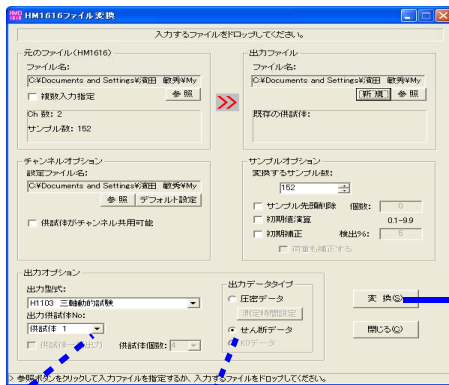 HM1616ファイル変換
入力するファイルをドロップしてください。
元のファイル(HM1616)
ファイル名:
C:¥Documents and Settings¥濱田 敏秀¥My
複数入力指定
参 照
Ch 数: 2
サンプル数: 152
出力ファイル
ファイル名:
C:¥Documents and Settings¥濱田 敏秀¥My
新 規
参 照
既存の供試体:
チャンネルオプション
設定ファイル名:
C:¥Documents and Settings¥濱田 敏秀¥My
参 照
デフォルト設定
供試体がチャンネル共用可能
サンプルオプション
変換するサンプル数:
152
サンプル先頭削除 個数: 0
初期値演算 0.1-9.9
初期補正 検出%: 5
荷重も補正する
出力オプション
出力型式:
H1103 三軸動的試験
出力供試体No:
供試体 1
供試体個数: 4
出力データタイプ
圧密データ
測定時間設定
せん断データ
K0データ
変 換(S)
閉じる(C)
> 参照ボタンをクリックして入力ファイルを指定するか、入力するファイルをドロップしてください。